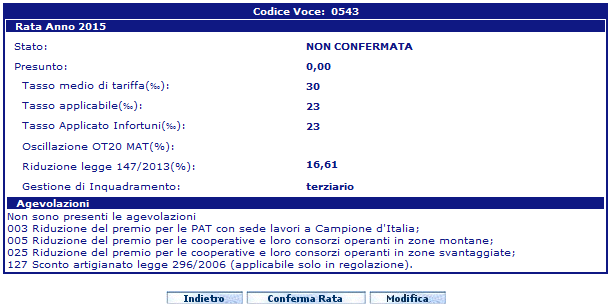 Codice Voce: 0543
Rata Anno 2015
Stato: NON CONFERMATA
Presunto: 0,00
Tasso medio di tariffa(‰): 30
Tasso applicabile(‰): 23
Tasso Applicato Infortuni(‰): 23
Oscillazione OT20 MAT(%):
Riduzione legge 147/2013(%): 16,61
Gestione di Inquadramento: terziario
Agevolazioni
Non sono presenti le agevolazioni
003 Riduzione del premio per le PAT con sede lavori a Campione d'Italia;
005 Riduzione del premio per le cooperative e loro consorzi operanti in zone montane;
025 Riduzione del premio per le cooperative e loro consorzi operanti in zone svantaggiate;
127 Sconto artigianato legge 296/2006 (applicabile solo in regolazione).
Indietro Conferma Rata Modifica